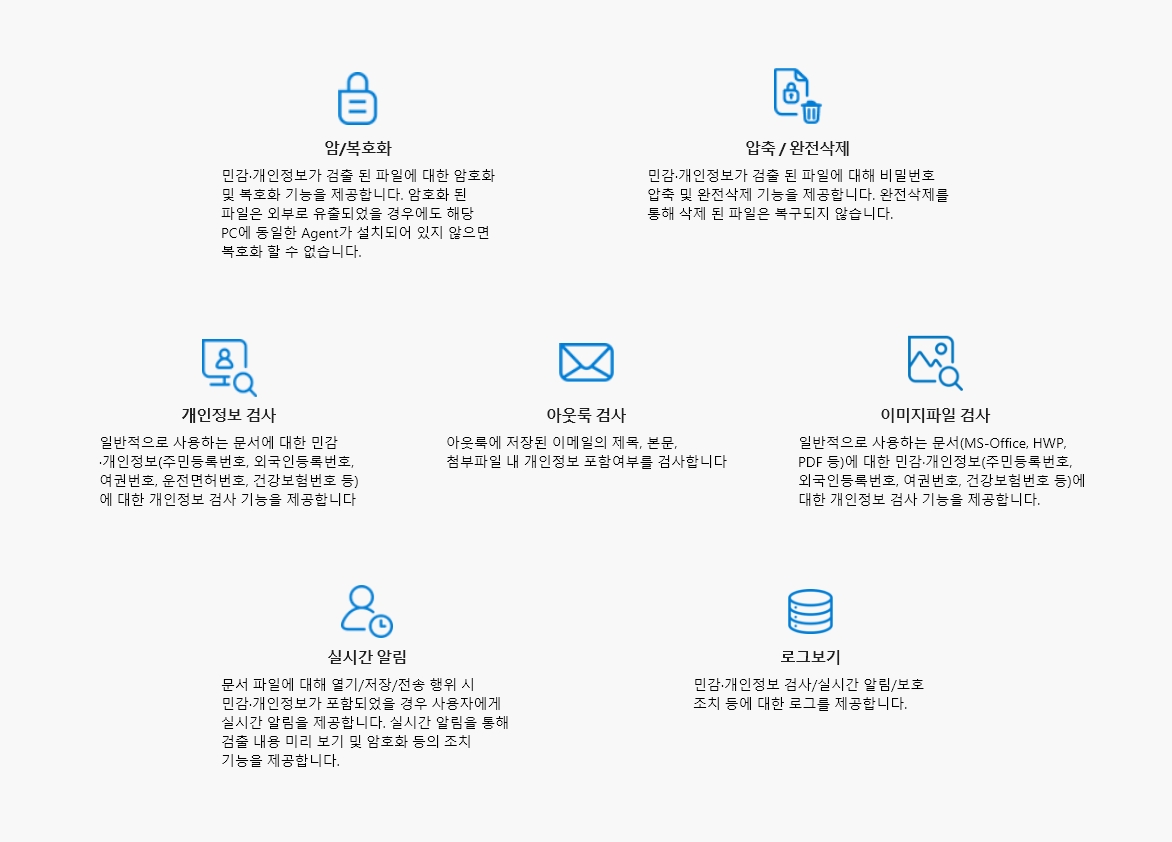 암/복호화
민감·개인정보가 검출 된 파일에 대한 암호화
및 복호화 기능을 제공합니다. 암호화 된
파일은 외부로 유출되었을 경우에도 해당
PC에 동일한 Agent가 설치되어 있지 않으면
복호화 할 수 없습니다.
압축 / 완전삭제
민감·개인정보가 검출 된 파일에 대해 비밀번호
압축 및 완전삭제 기능을 제공합니다. 완전삭제를
통해 삭제 된 파일은 복구되지 않습니다.
개인정보 검사
일반적으로 사용하는 문서에 대한 민감
·개인정보(주민등록번호, 외국인등록번호,
여권번호, 운전면허번호, 건강보험번호 등)
에 대한 개인정보 검사 기능을 제공합니다
아웃룩 검사
아웃룩에 저장된 이메일의 제목, 본문,
첨부파일 내 개인정보 포함여부를 검사합니다
이미지파일 검사
일반적으로 사용하는 문서(MS-Office, HWP,
PDF 등)에 대한 민감·개인정보(주민등록번호,
외국인등록번호, 여권번호, 건강보험번호 등)에
대한 개인정보 검사 기능을 제공합니다.
실시간 알림
문서 파일에 대해 열기/저장/전송 행위 시
민감·개인정보가 포함되었을 경우 사용자에게
실시간 알림을 제공합니다. 실시간 알림을 통해
검출 내용 미리 보기 및 암호화 등의 조치
기능을 제공합니다.
로그보기
민감·개인정보 검사/실시간 알림/보호
조치 등에 대한 로그를 제공합니다.